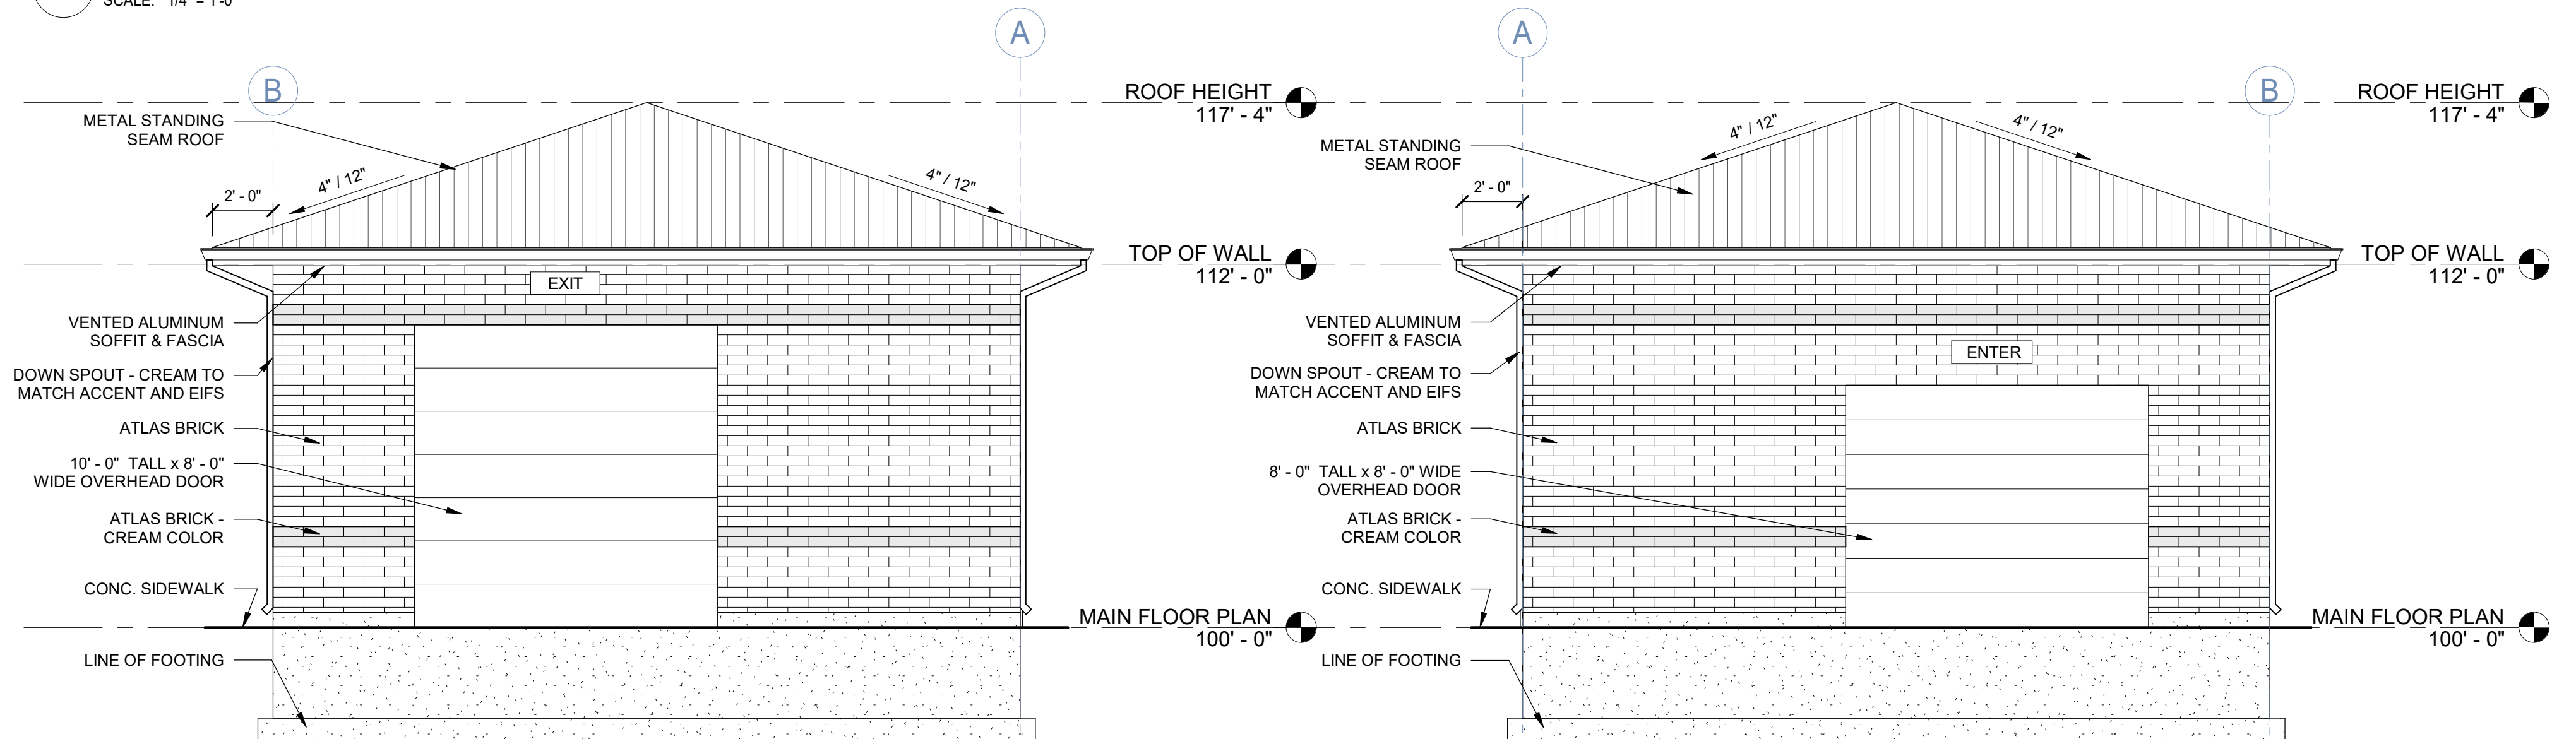 SCALE: 1/4" = 1'-0"
A
B
ROOF HEIGHT
117' - 4"
METAL STANDING
SEAM ROOF
4" / 12"
4" / 12"
2' - 0"
TOP OF WALL
112' - 0"
EXIT
VENTED ALUMINUM
SOFFIT & FASCIA
DOWN SPOUT - CREAM TO
MATCH ACCENT AND EIFS
ATLAS BRICK
10' - 0" TALL x 8' - 0"
WIDE OVERHEAD DOOR
ATLAS BRICK -
CREAM COLOR
CONC. SIDEWALK
MAIN FLOOR PLAN
100' - 0"
LINE OF FOOTING
A
B
ROOF HEIGHT
117' - 4"
METAL STANDING
SEAM ROOF
4" / 12"
4" / 12"
2' - 0"
TOP OF WALL
112' - 0"
VENTED ALUMINUM
SOFFIT & FASCIA
ENTER
DOWN SPOUT - CREAM TO
MATCH ACCENT AND EIFS
ATLAS BRICK
8' - 0" TALL x 8' - 0" WIDE
OVERHEAD DOOR
ATLAS BRICK -
CREAM COLOR
CONC. SIDEWALK
MAIN FLOOR PLAN
100' - 0"
LINE OF FOOTING